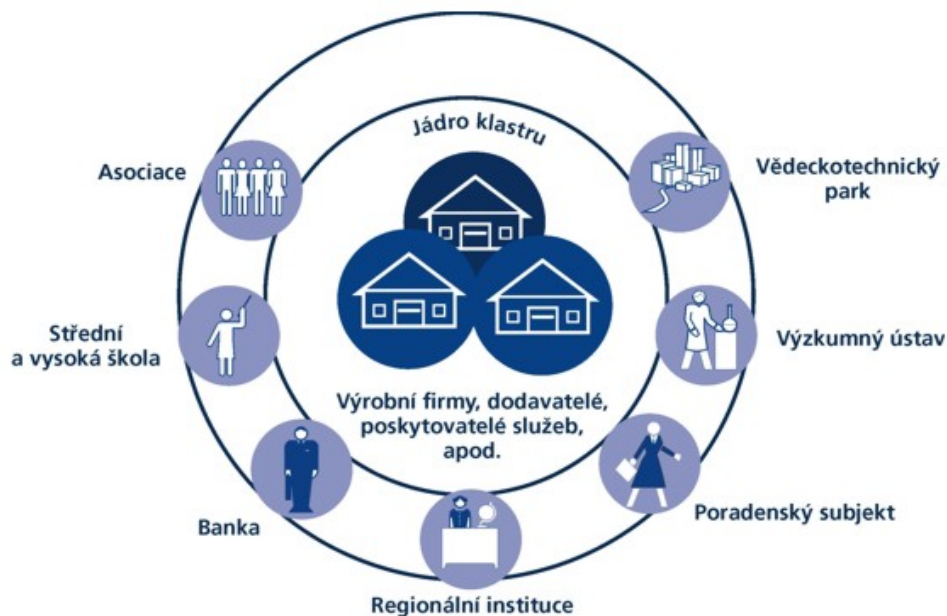 Jádro klastru
Asociace
Vědeckotechnický
park
Střední
a vysoká škola
Výzkumný ústav
Výrobní firmy, dodavatelé,
poskytovatelé služeb,
apod.
Banka
Poradenský subjekt
Regionální instituce